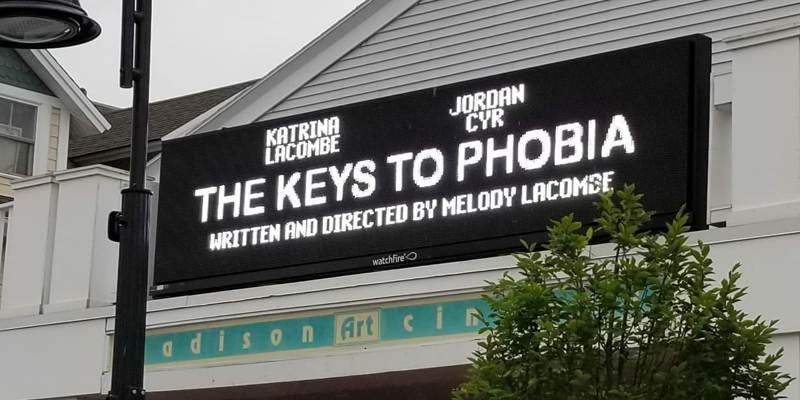 KATRINA LACOMBE
JORDAN CYR
THE KEYS TO PHOBIA
WRITTEN AND DIRECTED BY MELODY LACOMBE
watchfire
adison Art cin